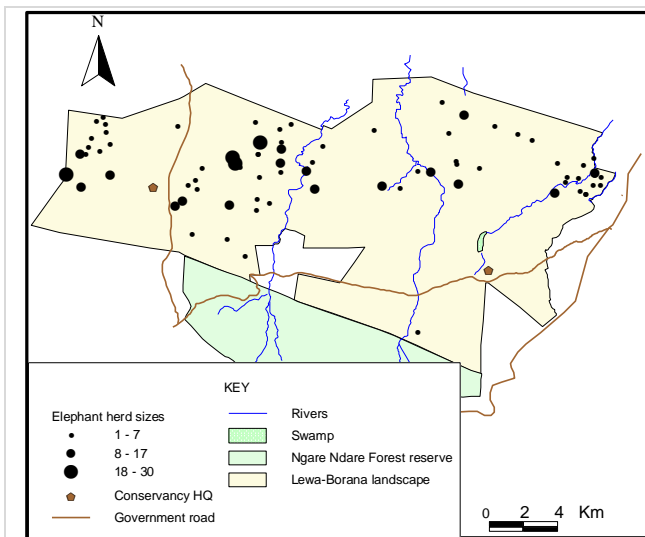 N
KEY
Elephant herd sizes
1 - 7
8 - 17
18 - 30
Conservancy HQ
Government road
Rivers
Swamp
Ngare Ndare Forest reserve
Lewa-Borana landscape
0 2 4 Km